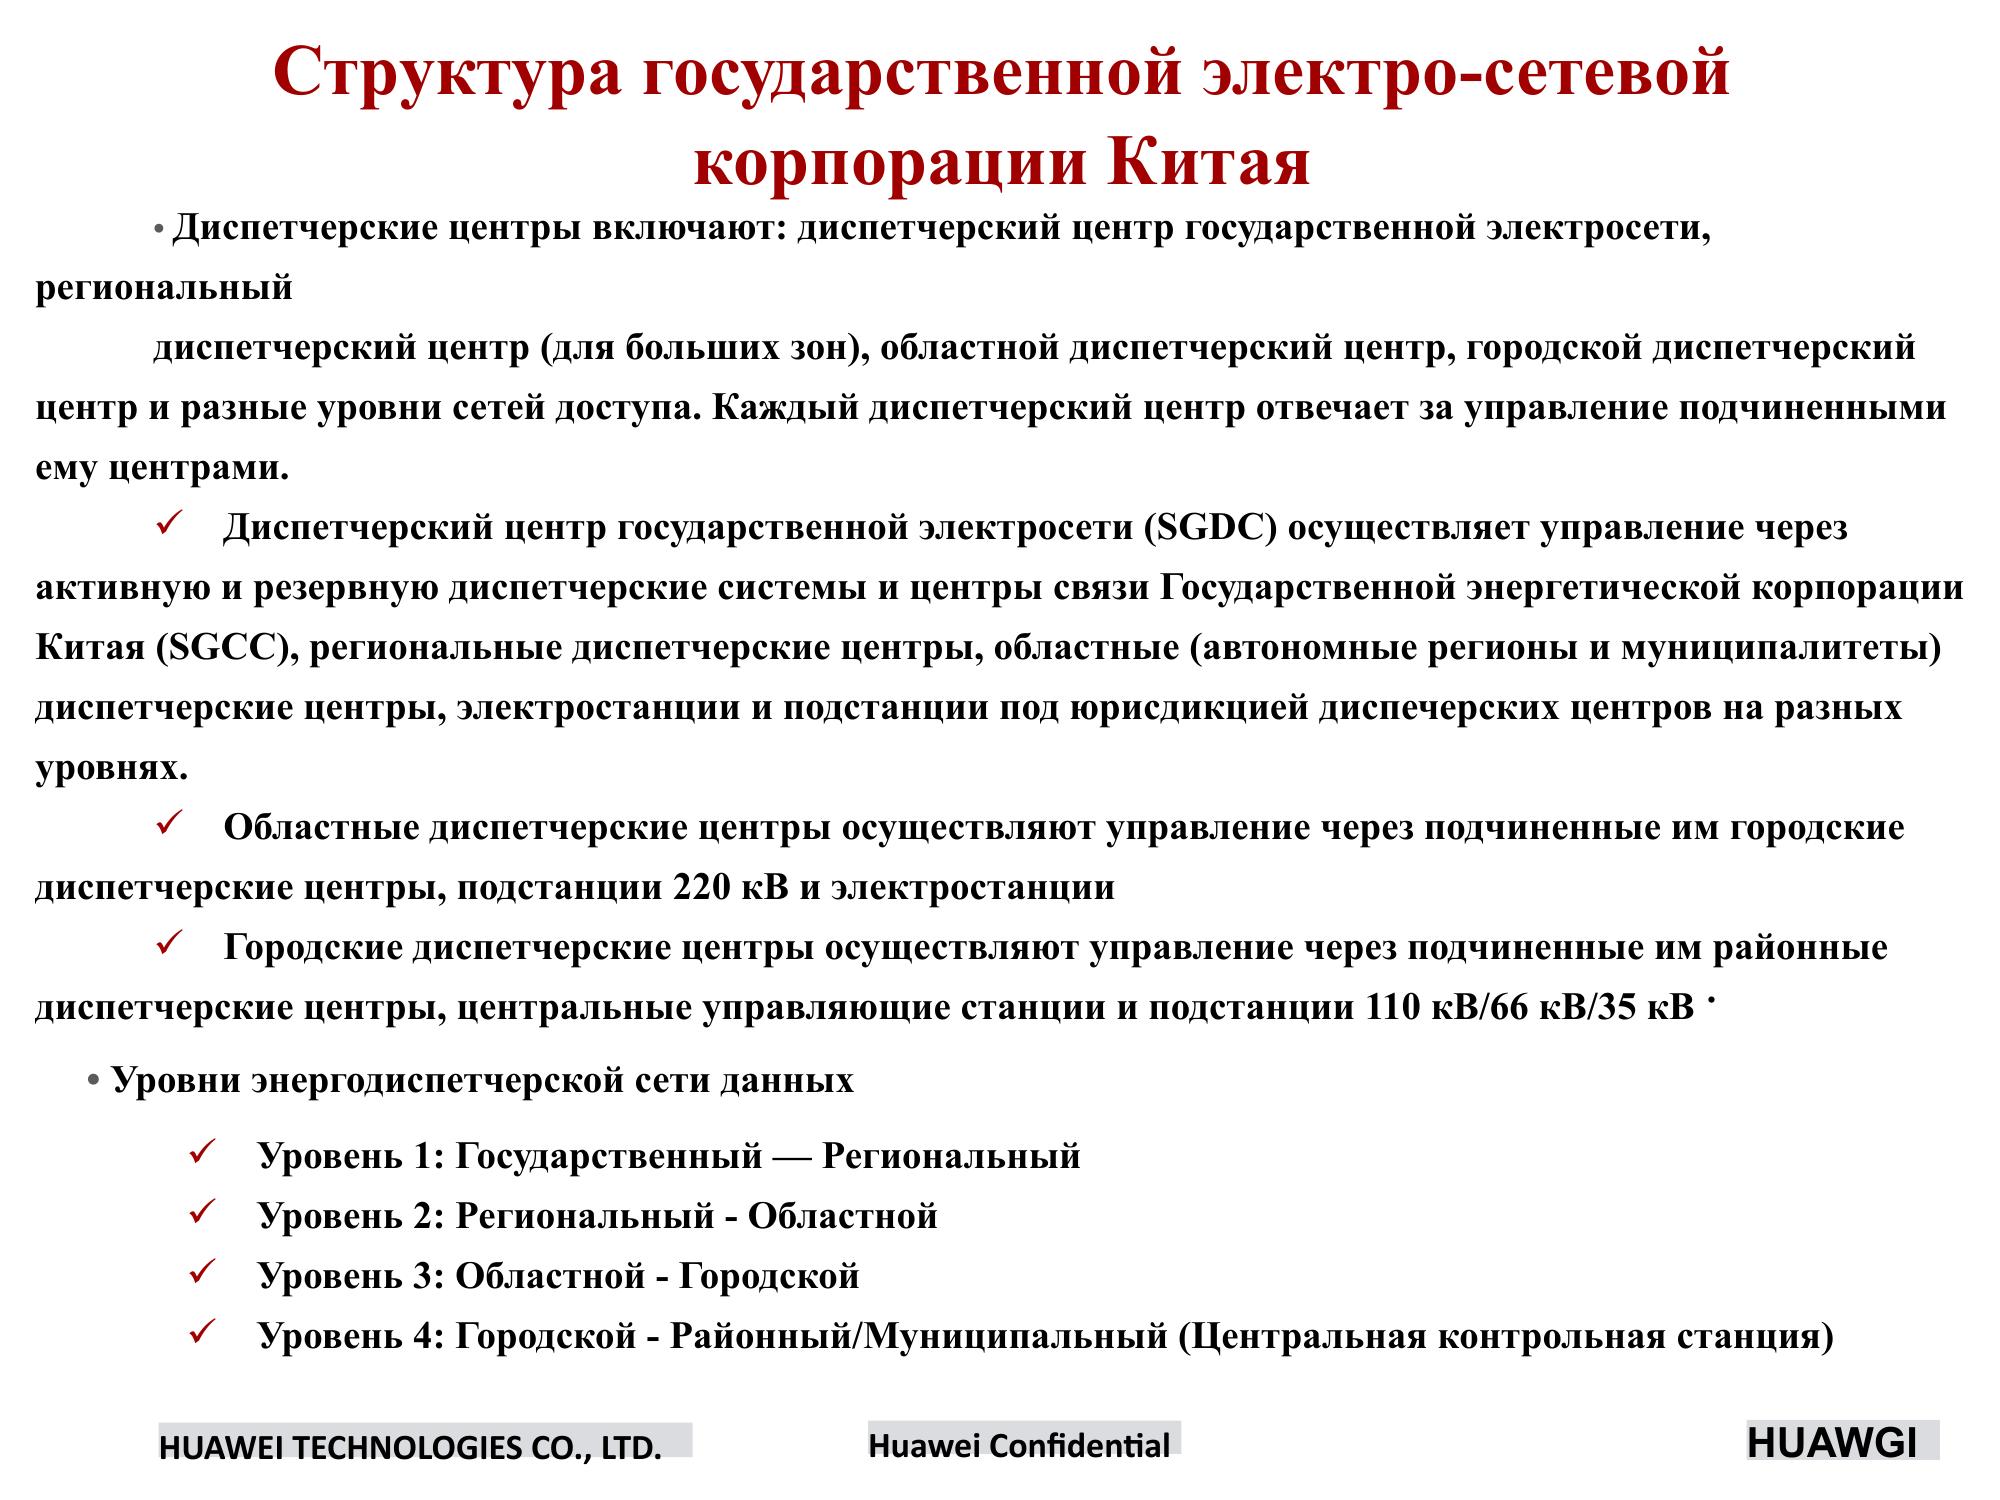 Структура государственной электро-сетевой
корпорации Китая
• Диспетчерские центры включают: диспетчерский центр государственной электросети,
региональный
диспетчерский центр (для больших зон), областной диспетчерский центр, городской диспетчерский
центр и разные уровни сетей доступа. Каждый диспетчерский центр отвечает за управление подчиненными
ему центрами.
✓ Диспетчерский центр государственной электросети (SGDC) осуществляет управление через
активную и резервную диспетчерские системы и центры связи Государственной энергетической корпорации
Китая (SGCC), региональные диспетчерские центры, областные (автономные регионы и муниципалитеты)
диспетчерские центры, электростанции и подстанции под юрисдикцией диспечерских центров на разных
уровнях.
✓ Областные диспетчерские центры осуществляют управление через подчиненные им городские
диспетчерские центры, подстанции 220 кВ и электростанции
✓ Городские диспетчерские центры осуществляют управление через подчиненные им районные
диспетчерские центры, центральные управляющие станции и подстанции 110 кВ/66 кВ/35 кВ •
• Уровни энергодиспетчерской сети данных
✓ Уровень 1: Государственный — Региональный
✓ Уровень 2: Региональный - Областной
✓ Уровень 3: Областной - Городской
✓ Уровень 4: Городской - Районный/Муниципальный (Центральная контрольная станция)
HUAWEI TECHNOLOGIES CO., LTD.
Huawei Confidential
HUAWGI